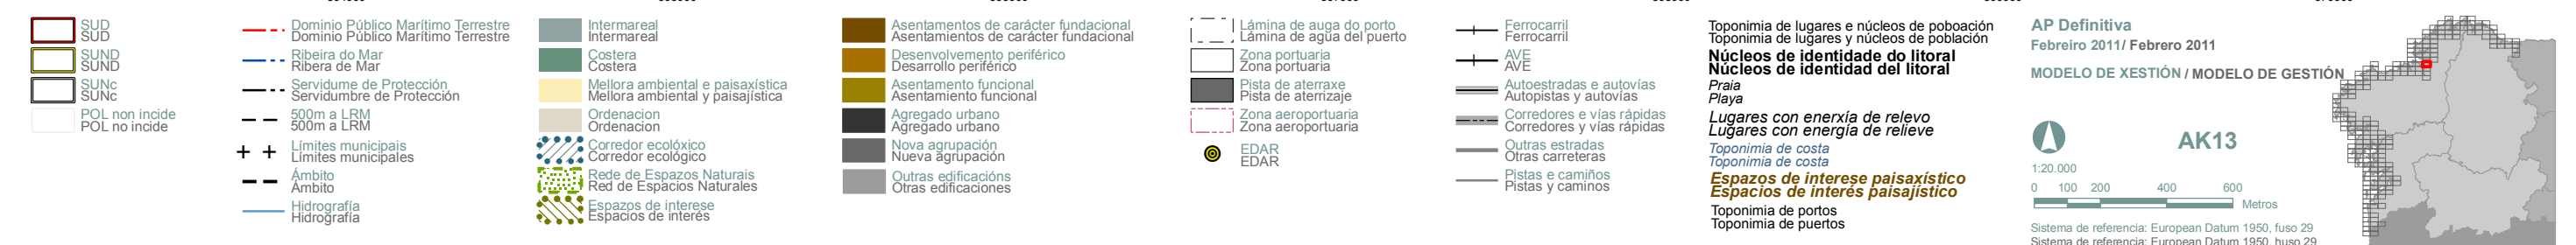 SUD
SUD
SUND
SUND
SUNc
SUNc
POL non incide
POL no incide
Dominio Público Marítimo Terrestre
Dominio Público Marítimo Terrestre
Ribeira do Mar
Ribera de Mar
Servidume de Protección
Servidumbre de Protección
500m a LRM
500m a LRM
Límites municipais
Límites municipales
Ámbito
Ámbito
Hidrografía
Hidrografía
Intermareal
Intermareal
Costera
Costera
Mellora ambiental e paisaxística
Mellora ambiental y paisajística
Ordenacion
Ordenacion
Corredor ecolóxico
Corredor ecológico
Rede de Espazos Naturais
Red de Espacios Naturales
Espazos de interese
Espacios de interés
Asentamentos de carácter fundacional
Asentamientos de carácter fundacional
Desenvolvemento periférico
Desarrollo periférico
Asentamento funcional
Asentamiento funcional
Agregado urbano
Agregado urbano
Nova agrupación
Nueva agrupación
Outras edificacións
Otras edificaciones
Lámina de auga do porto
Lámina de agua del puerto
Zona portuaria
Zona portuaria
Pista de aterraxe
Pista de aterrizaje
Zona aeroportuaria
Zona aeroportuaria
EDAR
EDAR
Ferrocarril
Ferrocarril
AVE
AVE
Autoestradas e autovías
Autopistas y autovías
Corredores e vías rápidas
Corredores y vías rápidas
Outras estradas
Otras carreteras
Pistas e camiños
Pistas y caminos
Toponimia de lugares e núcleos de poboación
Toponimia de lugares y núcleos de población
Núcleos de identidade do litoral
Núcleos de identidad del litoral
Praia
Playa
Lugares con enerxía de relevo
Lugares con energía de relieve
Toponimia de costa
Toponimia de costa
Espazos de interese paisaxístico
Espacios de interés paisajístico
Toponimia de portos
Toponimia de puertos
AP Definitiva
Febreiro 2011/ Febrero 2011
MODELO DE XESTIÓN / MODELO DE GESTIÓN
AK13
1:20.000
0 100 200 400 600
Metros
Sistema de referencia: European Datum 1950, fuso 29
Sistema de referencia: European Datum 1950, huso 29